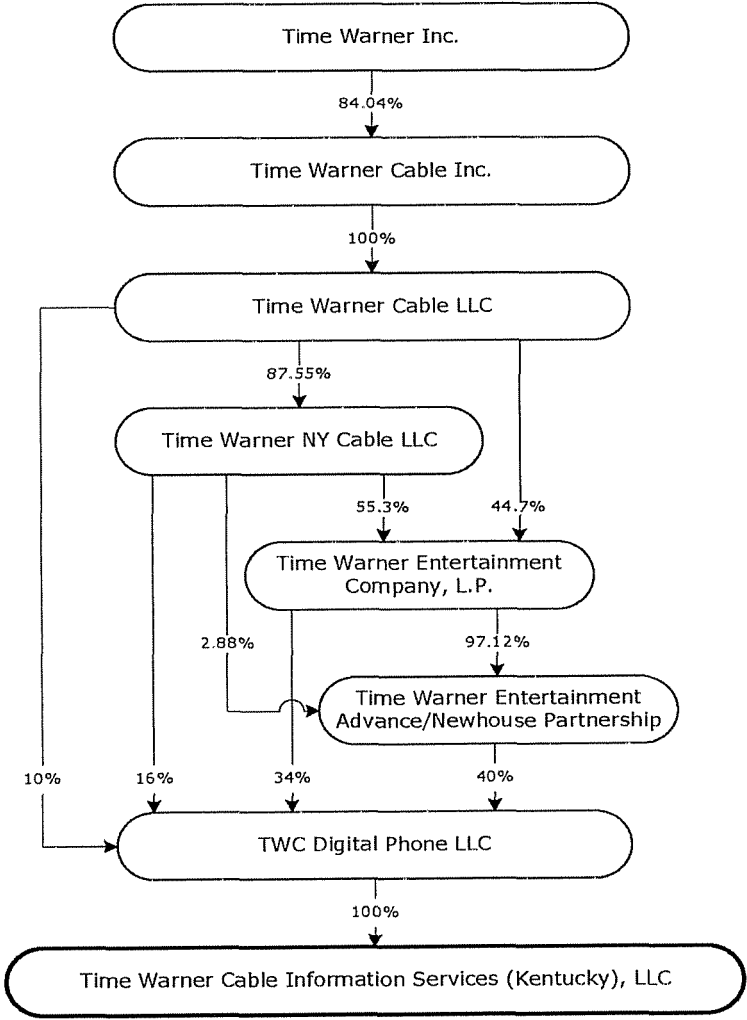 Time Warner Inc.
84.04%
Time Warner Cable Inc.
100%
Time Warner Cable LLC
87.55%
Time Warner NY Cable LLC
55.3%
44.7%
Time Warner Entertainment
Company, L.P.
2.88%
97.12%
Time Warner Entertainment
Advance/Newhouse Partnership
10%
16%
34%
40%
TWC Digital Phone LLC
100%
Time Warner Cable Information Services (Kentucky), LLC